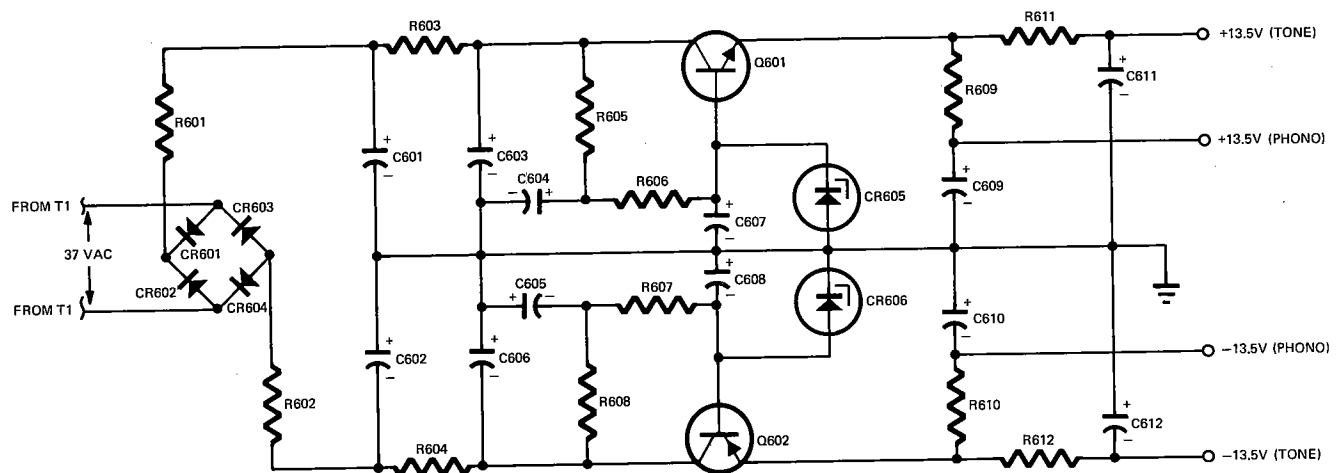 R603
R611
+13.5V (TONE)
Q601
C611
R601
R605
R609
+13.5V (PHONO)
C601
C603
C604
R606
CR605
C609
FROM T1
CR603
C607
37 VAC
CR601
C608
CR602
C605
R607
CR606
FROM T1
CR604
C610
-13.5V (PHONO)
C602
C606
R602
R608
R610
C612
R604
Q602
R612
-13.5V (TONE)